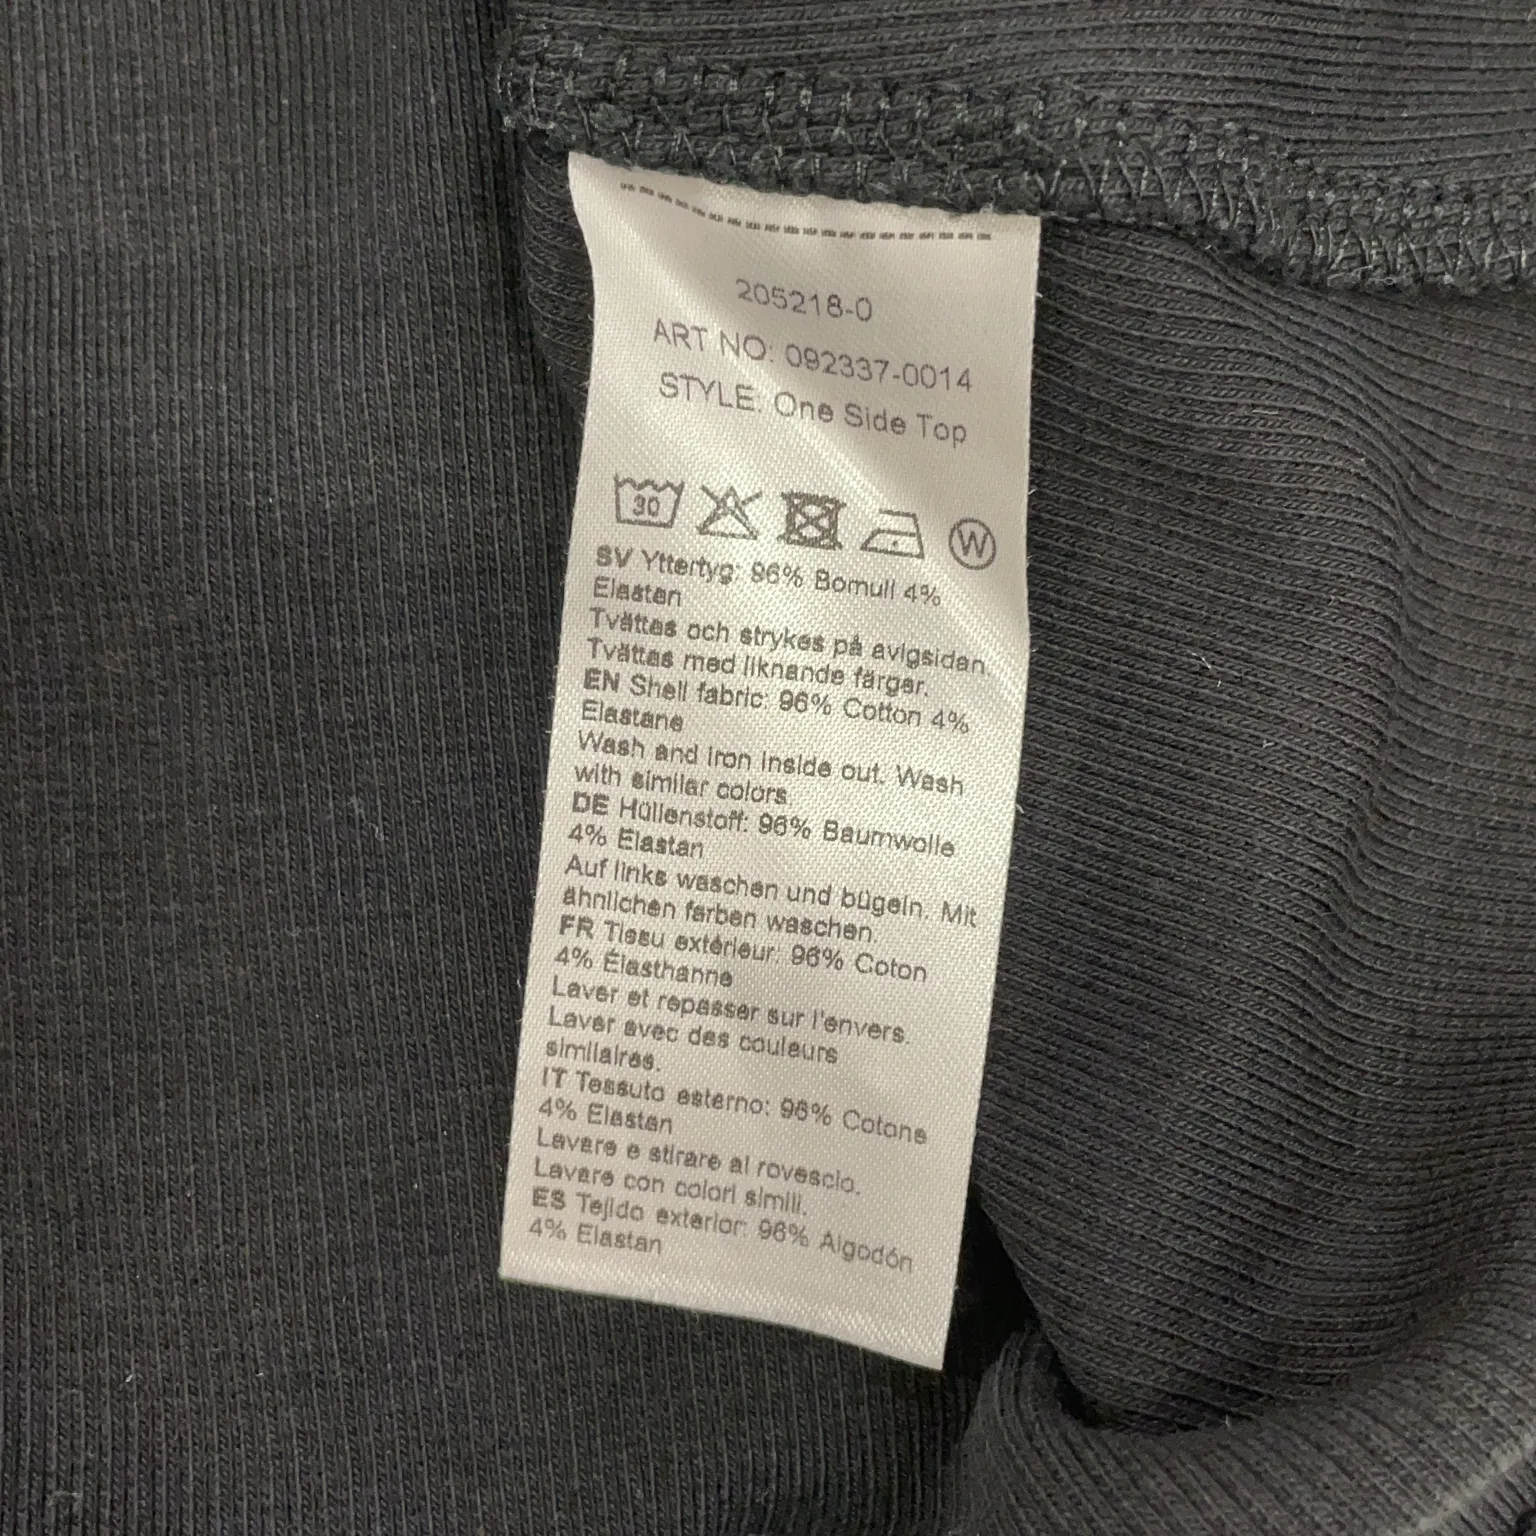 205218-0
ART NO: 092337-0014
STYLE: One Side Top
30
W
SV Yttertyg: 96% Bomull 4%
Elastan
Tvättas och strykes på avigsidan
Tvättas med liknande färger.
EN Shell fabric: 96% Cotton 4%
Elastane
Wash and Iron inside out. Wash
with similar colors
DE Hüllenstoff: 96% Baumwolle
4% Elastan
Auf links waschen und bügeln. Mit
ähnlichen farben waschen.
FR Tissu extérieur: 96% Coton
4% Élasthanne
Laver et repasser sur l'envers.
Laver avec des couleurs
similaires.
IT Tessuto esterno: 96% Cotone
4% Elastan
Lavare e stirare al rovescio.
Lavare con colori simili.
ES Tejido exterior: 96% Algodón
4% Elastan